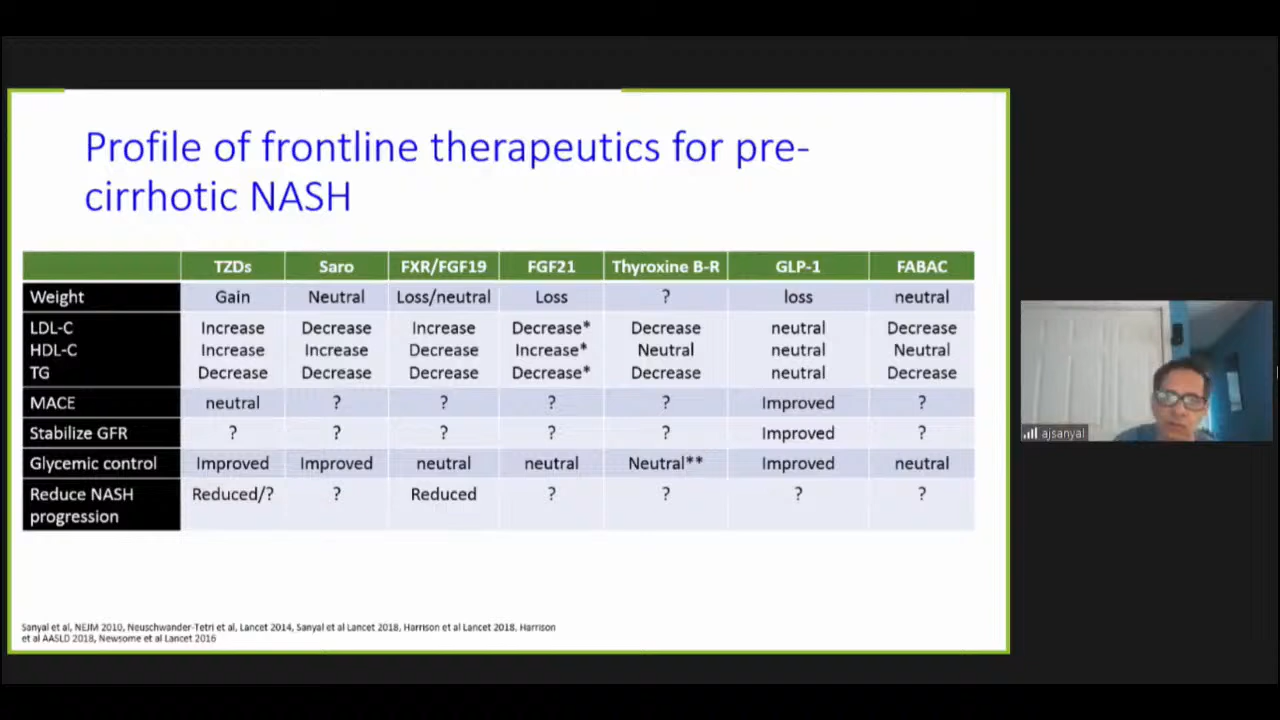 Profile of frontline therapeutics for pre-
cirrhotic NASH
TZDs Saro FXR/FGF19 FGF21 Thyroxine B-R GLP-1 FABAC
Weight Gain Neutral Loss/neutral Loss ? loss neutral
LDL-C Increase Decrease Increase Decrease* Decrease neutral Decrease
HDL-C Increase Increase Decrease Increase* Neutral neutral Neutral
TG Decrease Decrease Decrease Decrease* Decrease neutral Decrease
MACE neutral ? ? ? ? Improved ?
Stabilize GFR ? ? ? ? ? Improved ?
Glycemic control Improved Improved neutral neutral Neutral** Improved neutral
Reduce NASH Reduced/? ? Reduced ? ? ? ?
progression
Sanyal et al, NEJM 2010, Neuschwander-Tetri et al, Lancet 2014, Sanyal et al Lancet 2018, Harrison et al Lancet 2018, Harrison
et al AASLD 2018, Newsome et al Lancet 2016
ajsanyal